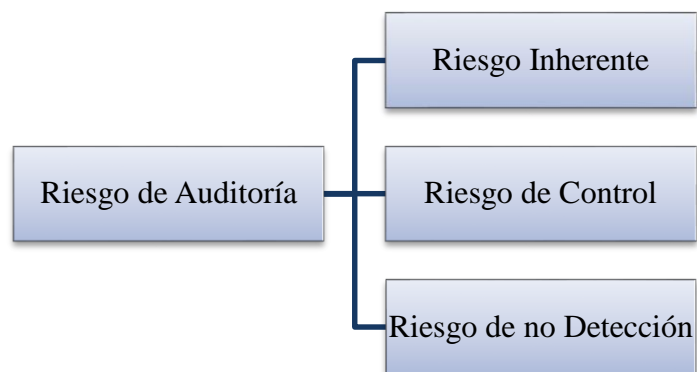 Riesgo Inherente
Riesgo de Auditoría
Riesgo de Control
Riesgo de no Detección